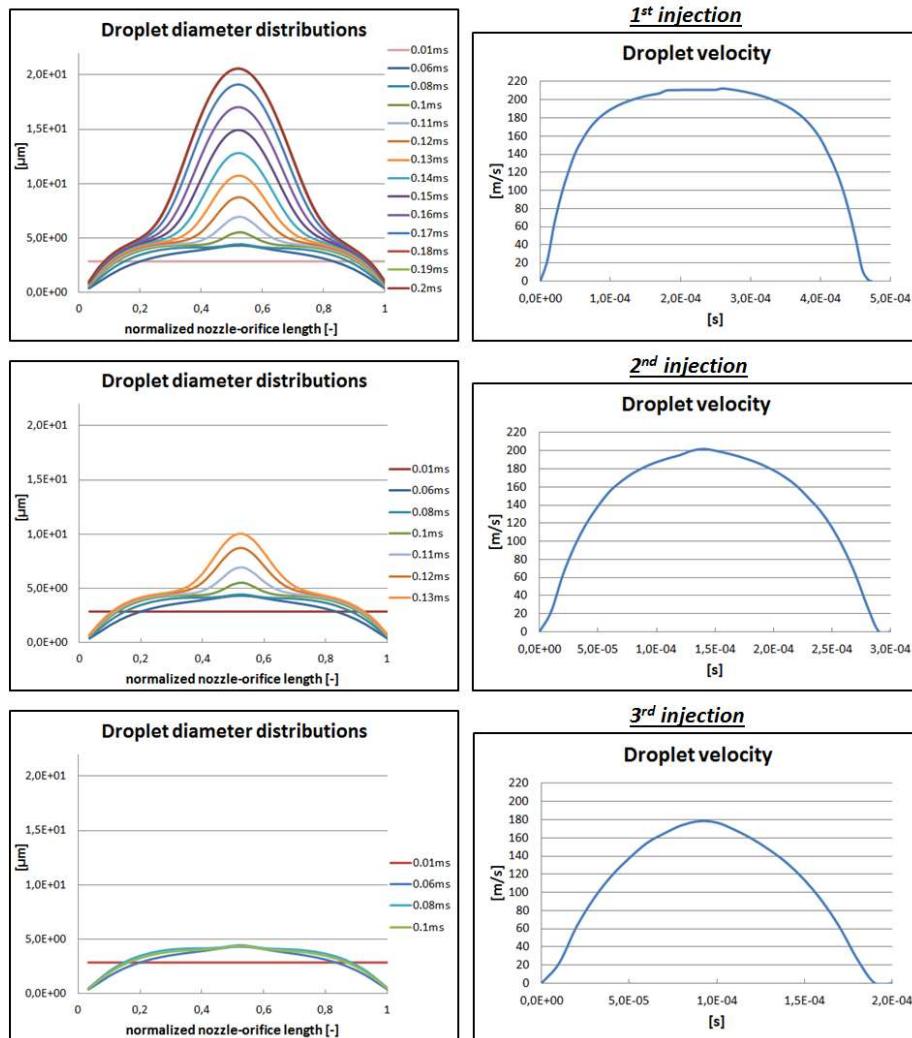 1st injection
Droplet diameter distributions
[µm]
2,0E+01
1,5E+01
1,0E+01
5,0E+00
0,0E+00
0 0,2 0,4 0,6 0,8 1
normalized nozzle-orifice length [-]
0.01ms
0.06ms
0.08ms
0.1ms
0.11ms
0.12ms
0.13ms
0.14ms
0.15ms
0.16ms
0.17ms
0.18ms
0.19ms
0.2ms
Droplet velocity
[m/s]
220
200
180
160
140
120
100
80
60
40
20
0
0,0E+00 1,0E-04 2,0E-04 3,0E-04 4,0E-04 5,0E-04
[s]
2nd injection
Droplet diameter distributions
[µm]
2,0E+01
1,5E+01
1,0E+01
5,0E+00
0,0E+00
0 0,2 0,4 0,6 0,8 1
normalized nozzle-orifice length [-]
0.01ms
0.06ms
0.08ms
0.1ms
0.11ms
0.12ms
0.13ms
Droplet velocity
[m/s]
220
200
180
160
140
120
100
80
60
40
20
0
0,0E+00 5,0E-05 1,0E-04 1,5E-04 2,0E-04 2,5E-04 3,0E-04
[s]
3rd injection
Droplet diameter distributions
[µm]
2,0E+01
1,5E+01
1,0E+01
5,0E+00
0,0E+00
0 0,2 0,4 0,6 0,8 1
normalized nozzle-orifice length [-]
0.01ms
0.06ms
0.08ms
0.1ms
Droplet velocity
[m/s]
220
200
180
160
140
120
100
80
60
40
20
0
0,0E+00 5,0E-05 1,0E-04 1,5E-04 2,0E-04
[s]